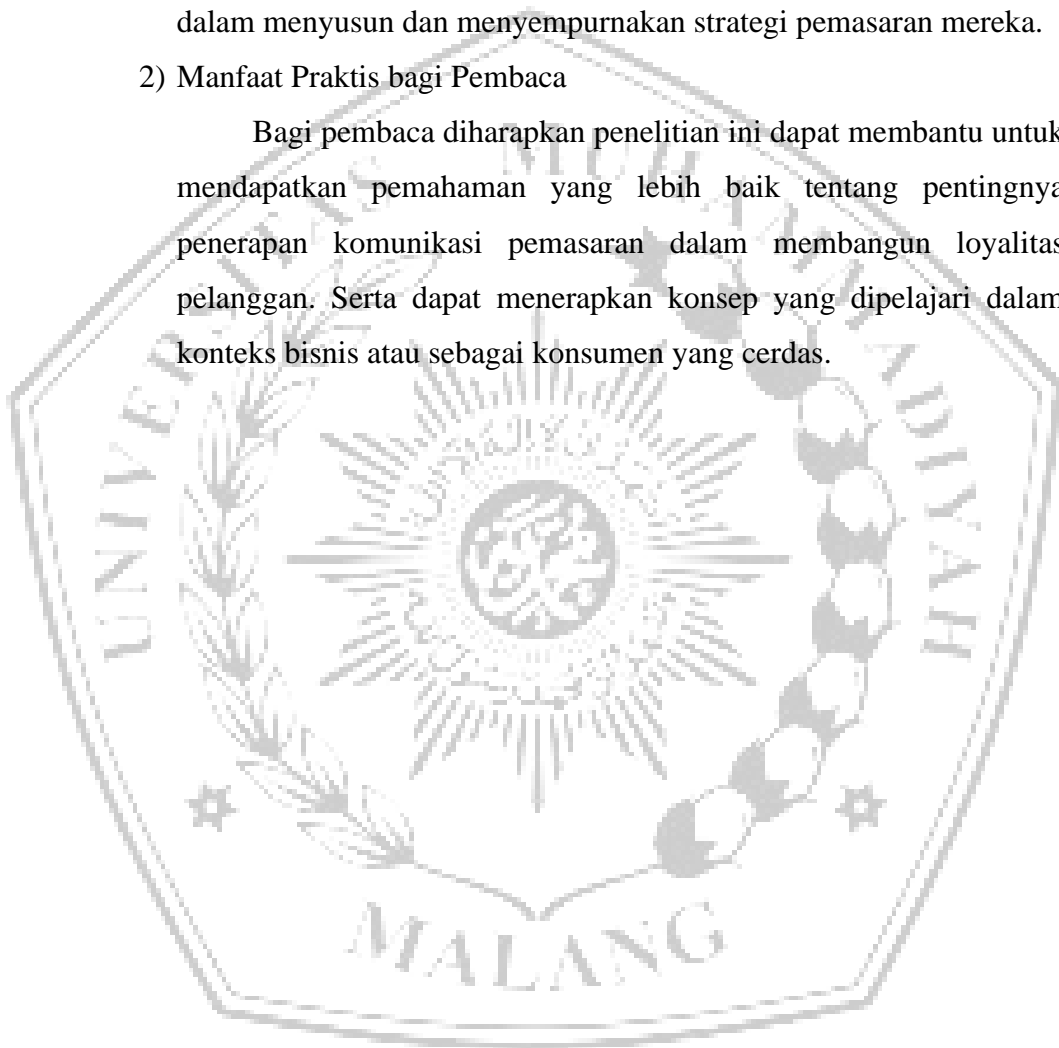 dalam menyusun dan menyempurnakan strategi pemasaran mereka.
2) Manfaat Praktis bagi Pembaca
Bagi pembaca diharapkan penelitian ini dapat membantu untuk
mendapatkan pemahaman yang lebih baik tentang pentingnya
penerapan komunikasi pemasaran dalam membangun loyalitas
pelanggan. Serta dapat menerapkan konsep yang dipelajari dalam
konteks bisnis atau sebagai konsumen yang cerdas.
UNIVERSITAS MUHAMMADIYAH
MALANG